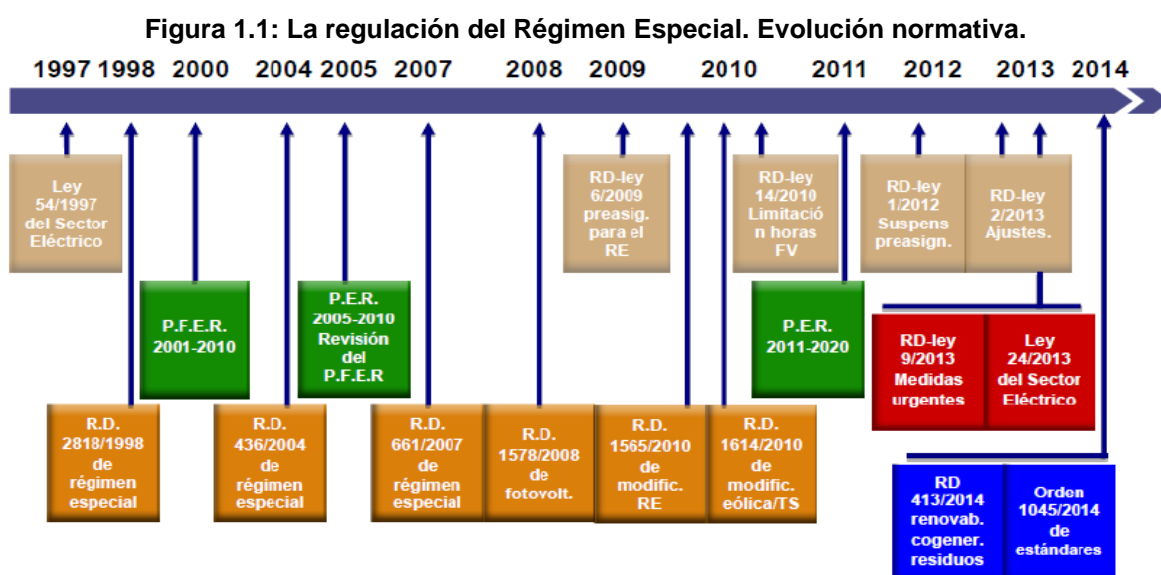 Figura 1.1: La regulación del Régimen Especial. Evolución normativa.
1997 1998 2000 2004 2005 2007 2008 2009 2010 2011 2012 2013 2014
Ley
54/1997
del Sector
Eléctrico
RD-ley
6/2009
preasig.
para el
RE
RD-ley
14/2010
Limitació
n horas
FV
RD-ley
1/2012
Suspens
preasign.
RD-ley
2/2013
Ajustes.
P.F.E.R.
2001-2010
P.E.R.
2005-2010
Revisión
del
P.F.E.R
P.E.R.
2011-2020
RD-ley
9/2013
Medidas
urgentes
Ley
24/2013
del Sector
Eléctrico
R.D.
2818/1998
de
régimen
especial
R.D.
436/2004
de
régimen
especial
R.D.
661/2007
de
régimen
especial
R.D.
1578/2008
de
fotovolt.
R.D.
1565/2010
de
modific.
RE
R.D.
1614/2010
de
modific.
eólica/TS
RD
413/2014
renovab.
cogener.
residuos
Orden
1045/2014
de
estándares